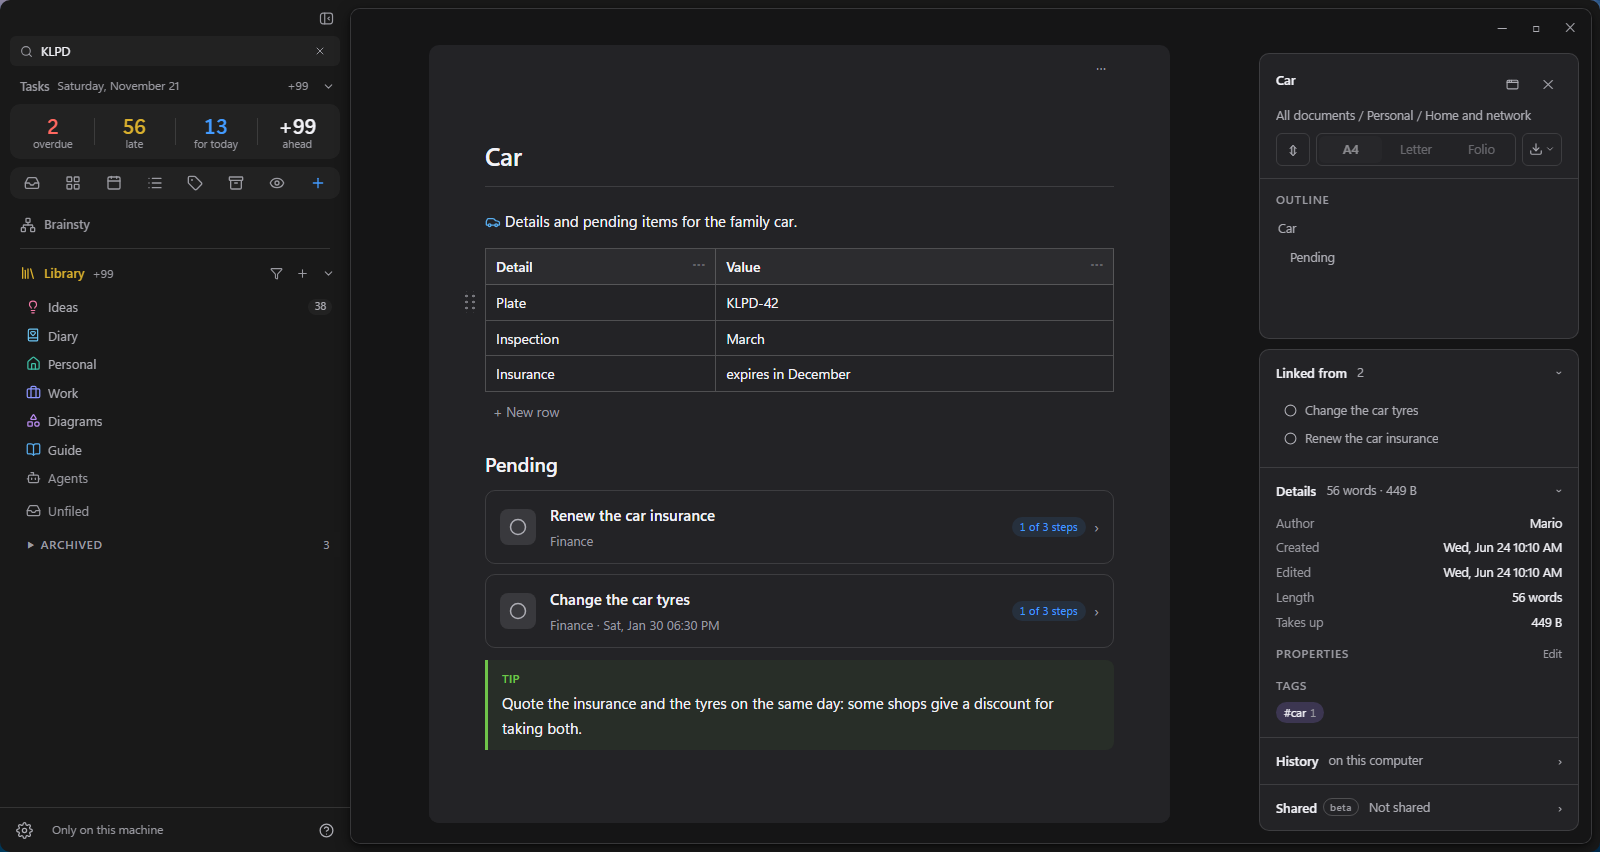 KLPD
Tasks Saturday, November 21 +99
2 56 13 +99
overdue late for today ahead
Brainsty
Library +99
Ideas 38
Diary
Personal
Work
Diagrams
Guide
Agents
Unfiled
ARCHIVED 3
Only on this machine
Car
Details and pending items for the family car.
Detail Value
Plate KLPD-42
Inspection March
Insurance expires in December
+ New row
Pending
Renew the car insurance
Finance
1 of 3 steps
Change the car tyres
Finance · Sat, Jan 30 06:30 PM
1 of 3 steps
TIP
Quote the insurance and the tyres on the same day: some shops give a discount for
taking both.
Car
All documents / Personal / Home and network
A4 Letter Folio
OUTLINE
Car
Pending
Linked from 2
Change the car tyres
Renew the car insurance
Details 56 words · 449 B
Author Mario
Created Wed, Jun 24 10:10 AM
Edited Wed, Jun 24 10:10 AM
Length 56 words
Takes up 449 B
PROPERTIES Edit
TAGS
#car 1
History on this computer
Shared beta Not shared